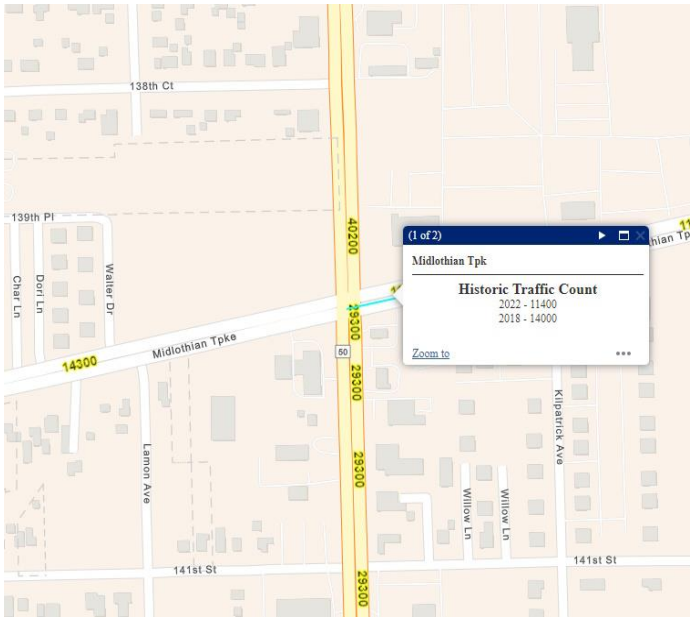 138th Ct
139th Pl
Char Ln
Dori Ln
Walter Dr
40200
(1 of 2)
Midlothian Tpk
Historic Traffic Count
2022 - 11400
2018 - 14000
Zoom to
29300
50
Midlothian Tpke
14300
29300
Kilpatrick Ave
Lamon Ave
29300
Willow Ln
Willow Ln
141st St
141st St
29300